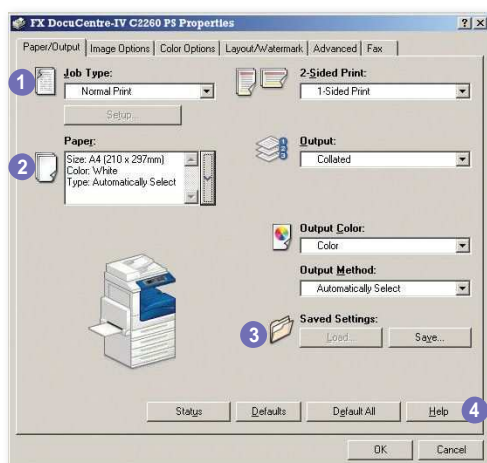 FX DocuCentre-IV C2260 PS Properties
Paper/Output Image Options Color Options Layout/Watermark Advanced Fax
1
Job Type:
Normal Print
Setup...
2-Sided Print:
1-Sided Print
2
Paper:
Size: A4 (210 x 297mm)
Color: White
Type: Automatically Select
Output:
Collated
Output Color:
Color
Output Method:
Automatically Select
3
Saved Settings:
Load... Save...
Status Defaults Default All Help 4
OK Cancel